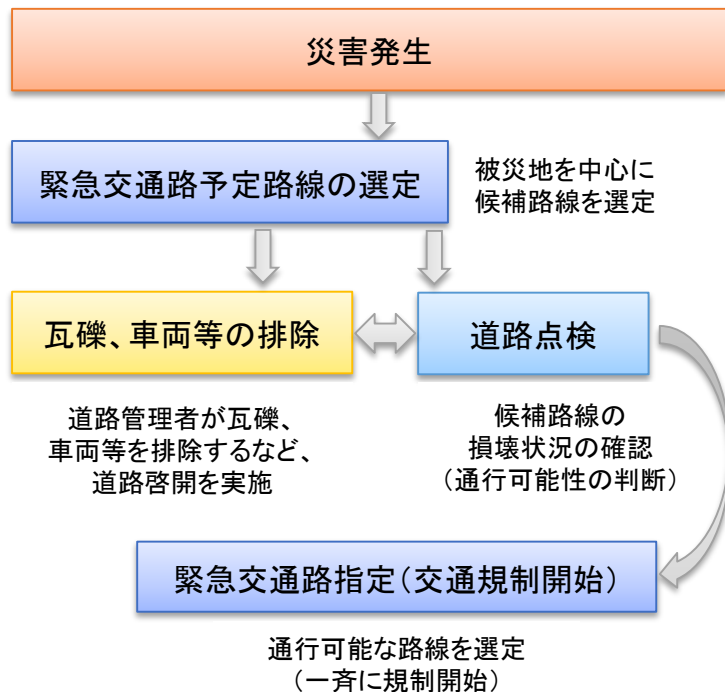 災害発生
緊急交通路予定路線の選定
被災地を中心に
候補路線を選定
瓦礫、車両等の排除
道路点検
道路管理者が瓦礫、
車両等を排除するなど、
道路啓開を実施
候補路線の
損壊状況の確認
（通行可能性の判断）
緊急交通路指定（交通規制開始）
通行可能な路線を選定
（一斉に規制開始）